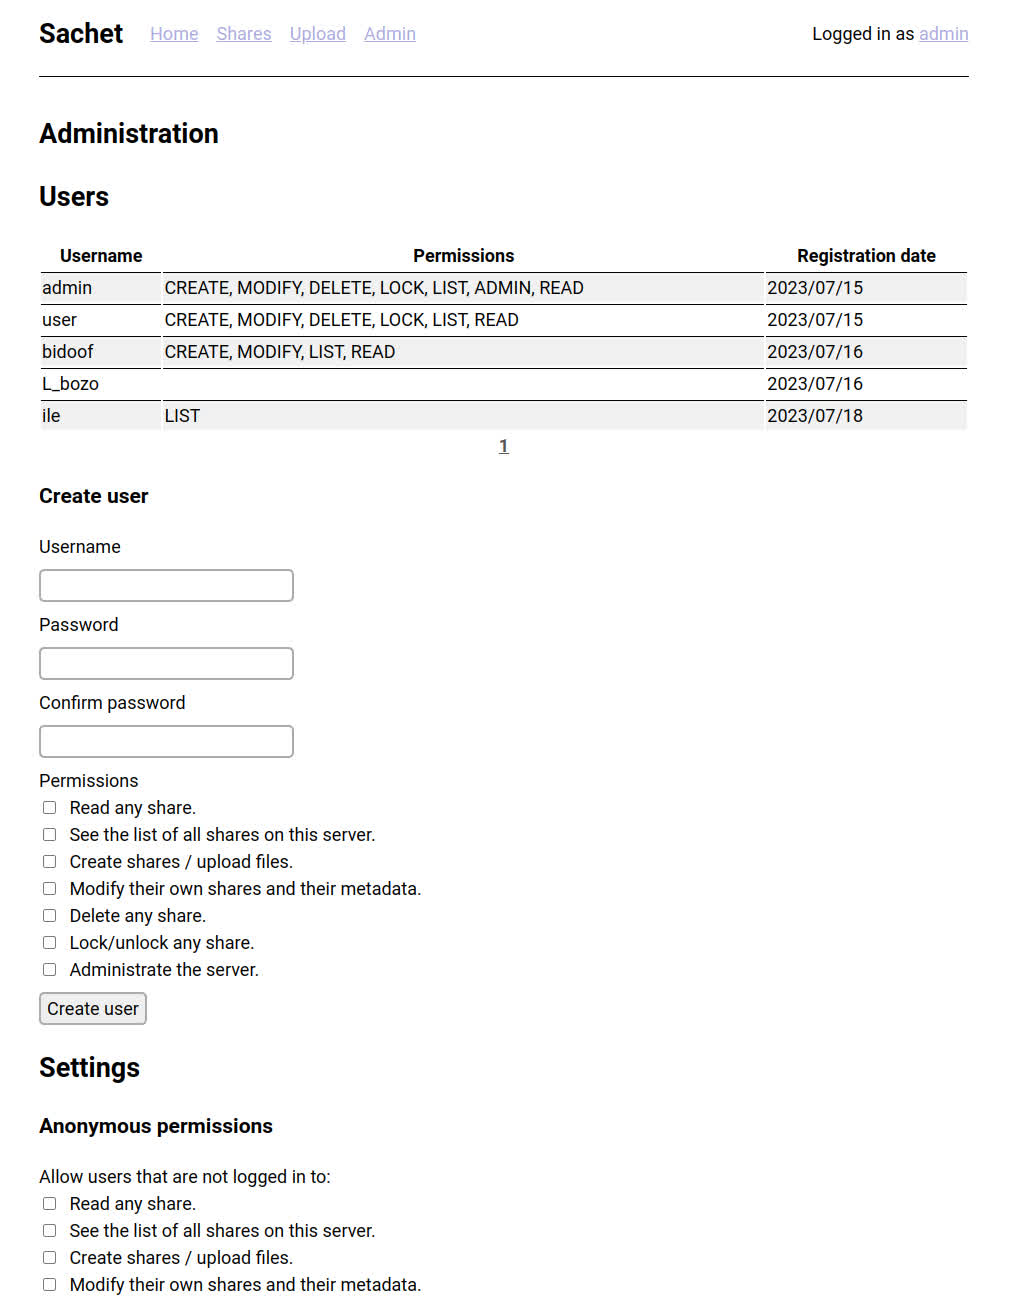 Sachet Home Shares Upload Admin Logged in as admin
Administration
Users
Username Permissions Registration date
admin CREATE, MODIFY, DELETE, LOCK, LIST, ADMIN, READ 2023/07/15
user CREATE, MODIFY, DELETE, LOCK, LIST, READ 2023/07/15
bidoof CREATE, MODIFY, LIST, READ 2023/07/16
L_bozo 2023/07/16
ile LIST 2023/07/18
1
Create user
Username
Password
Confirm password
Permissions
Read any share.
See the list of all shares on this server.
Create shares / upload files.
Modify their own shares and their metadata.
Delete any share.
Lock/unlock any share.
Administrate the server.
Create user
Settings
Anonymous permissions
Allow users that are not logged in to:
Read any share.
See the list of all shares on this server.
Create shares / upload files.
Modify their own shares and their metadata.